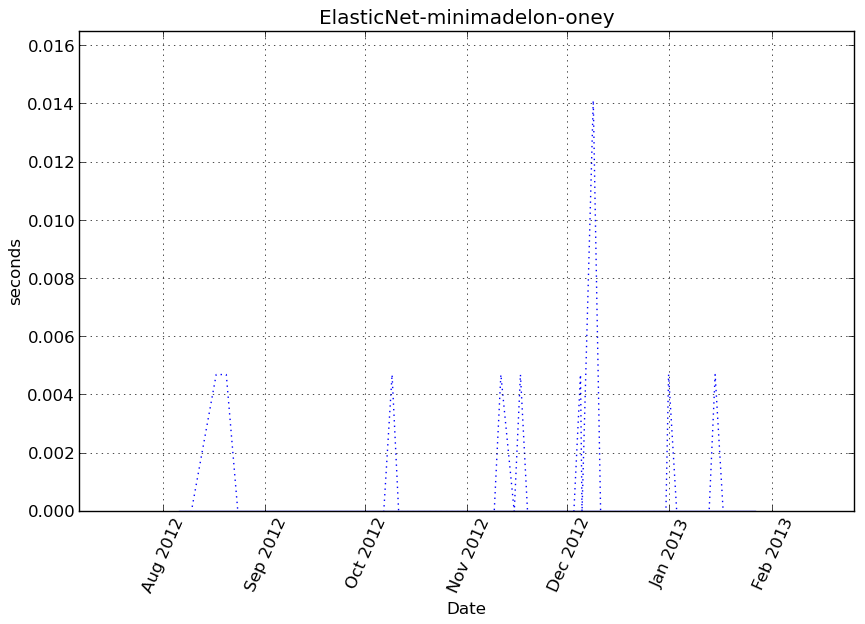 ElasticNet-minimadelon-oney
0.016
0.014
0.012
0.010
0.008
0.006
0.004
0.002
0.000
seconds
Aug 2012
Sep 2012
Oct 2012
Nov 2012
Dec 2012
Jan 2013
Feb 2013
Date